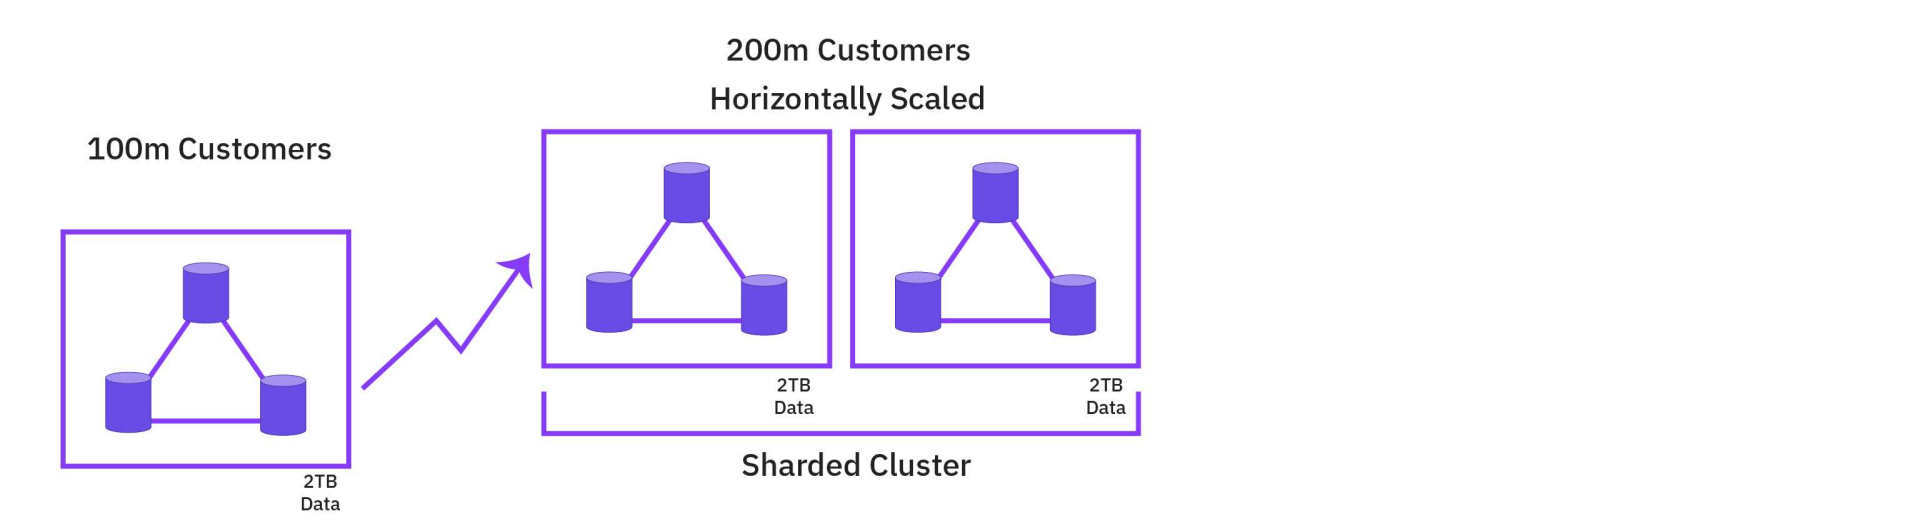 100m Customers
2TB
Data
200m Customers
Horizontally Scaled
2TB
Data
2TB
Data
Sharded Cluster